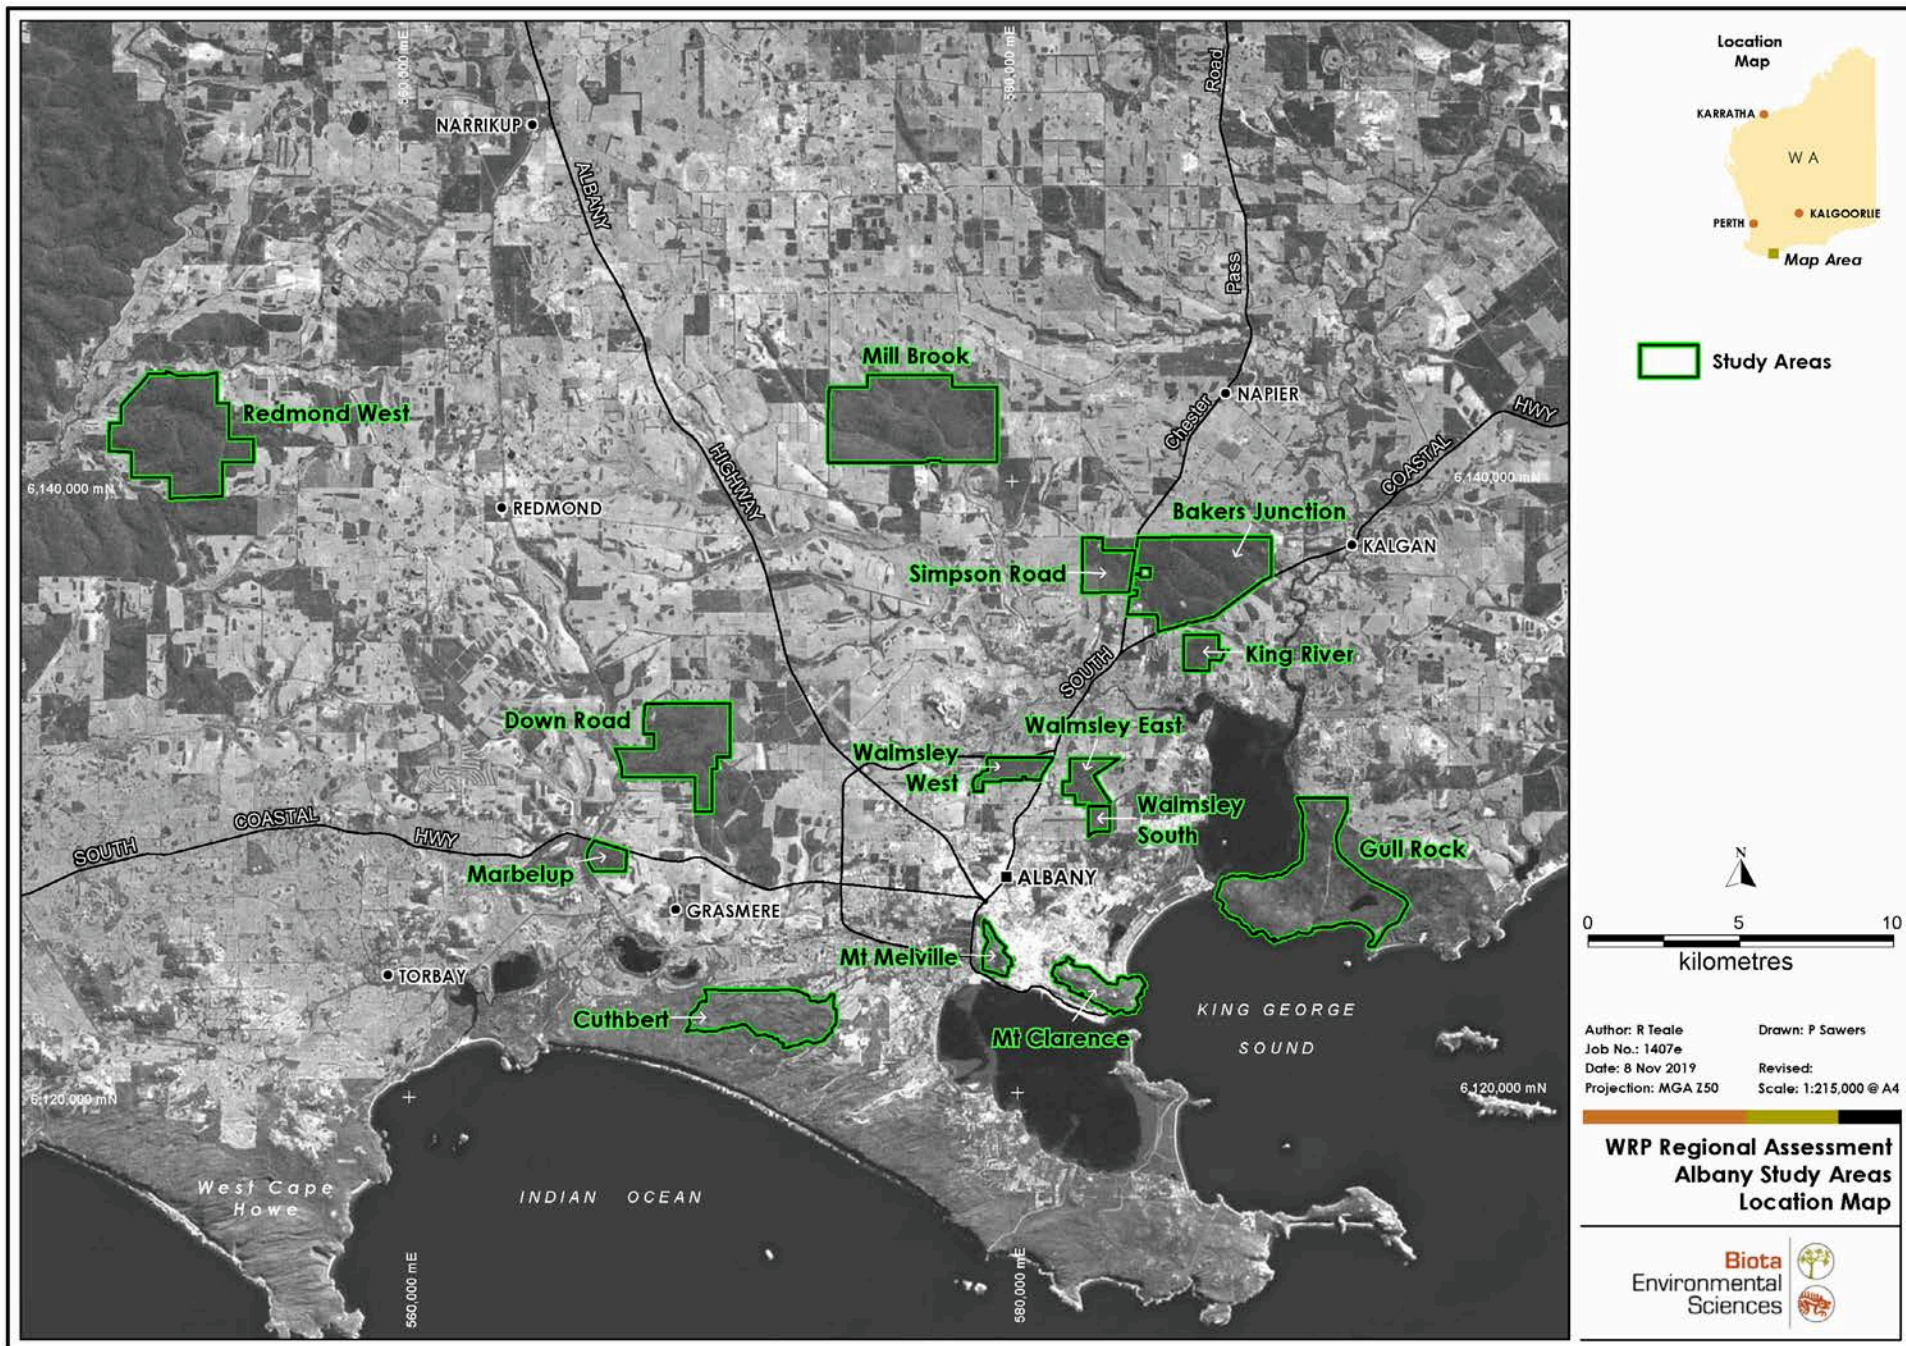 560,000 mE
580,000 mE
Road
NARRIKUP
ALBANY
Pass
Mill Brook
NAPIER
Redmond West
Chester
HWY
COASTAL
HIGHWAY
6,140,000 mN
6,140,000 mN
REDMOND
Bakers Junction
KALGAN
Simpson Road
King River
SOUTH
Down Road
Walmsley East
Walmsley
West
Walmsley
South
SOUTH
COASTAL
HWY
Gull Rock
Marbelup
ALBANY
GRASMERE
Mt Melville
TORBAY
Cuthbert
Mt Clarence
KING GEORGE
SOUND
6,120,000 mN
6,120,000 mN
West Cape
Howe
INDIAN OCEAN
560,000 mE
580,000 mE
Location
Map
KARRATHA
W A
PERTH
KALGOORLIE
Map Area
Study Areas
N
0 5 10
kilometres
Author: R Teale Drawn: P Sawers
Job No.: 1407e
Date: 8 Nov 2019 Revised:
Projection: MGA Z50 Scale: 1:215,000 @ A4
WRP Regional Assessment
Albany Study Areas
Location Map
Biota
Environmental
Sciences